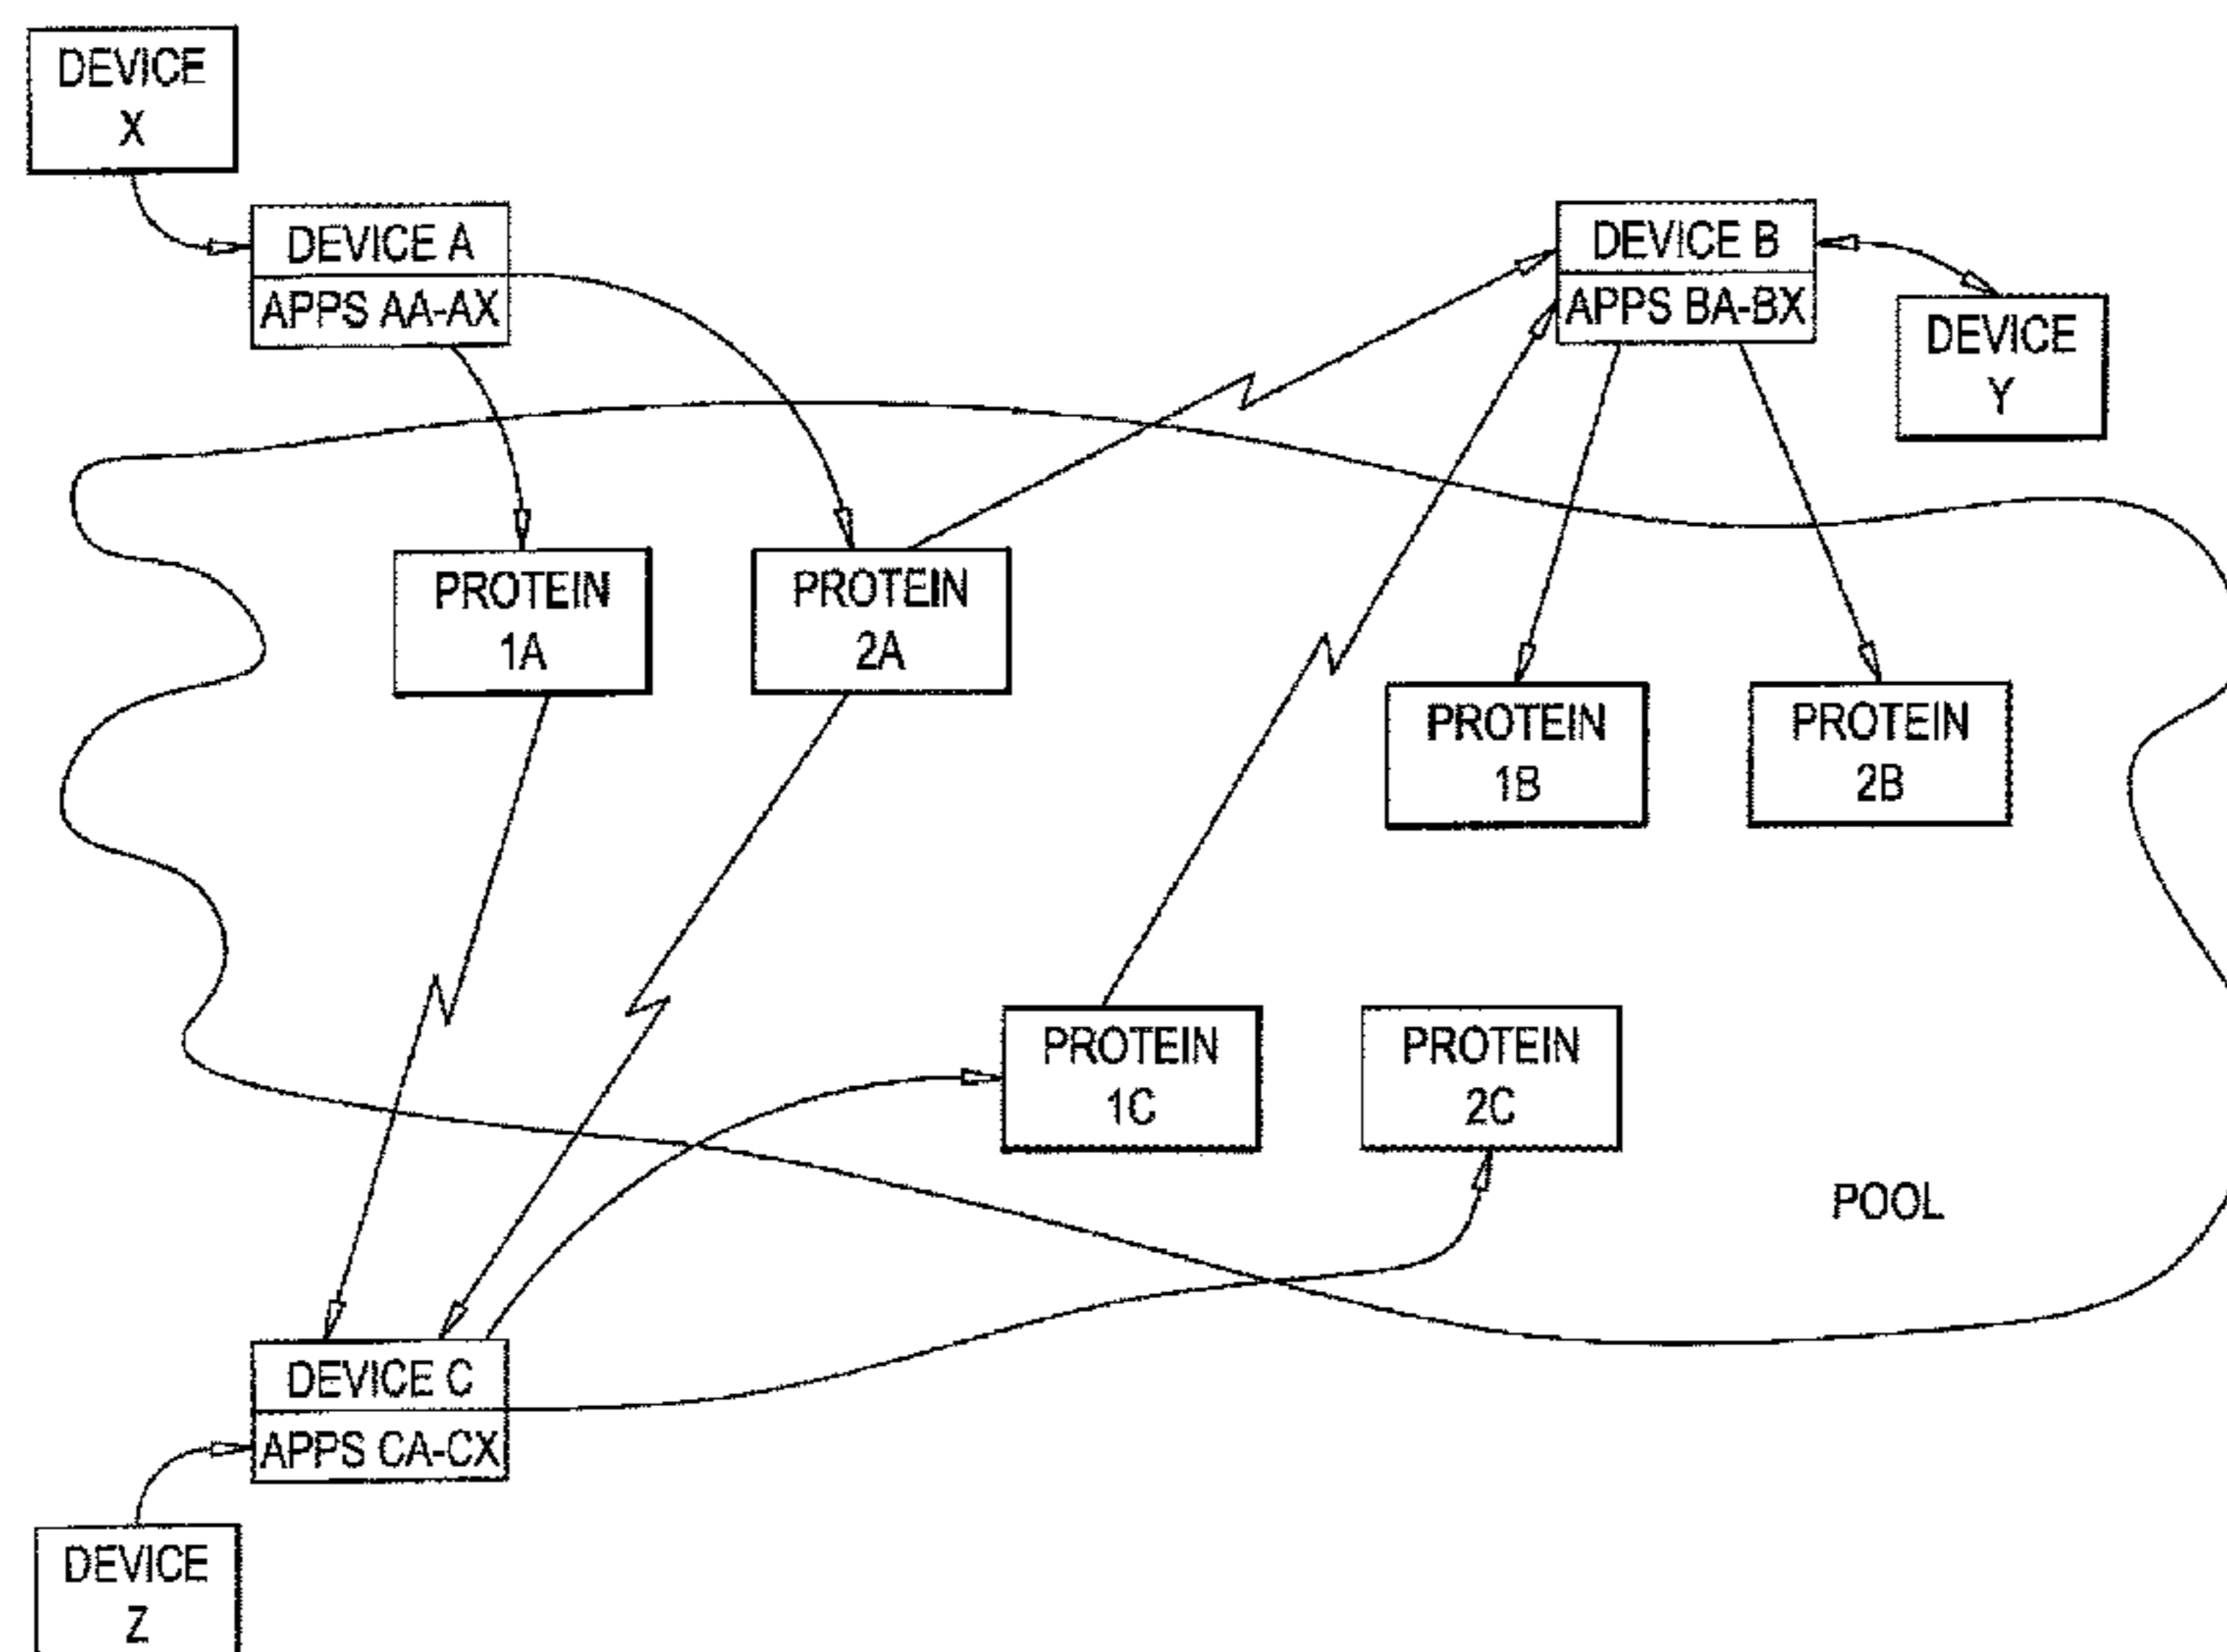 DEVICE
X
DEVICE A
APPS AA-AX
DEVICE B
APPS BA-BX
DEVICE
Y
PROTEIN
1A
PROTEIN
2A
PROTEIN
1B
PROTEIN
2B
PROTEIN
1C
PROTEIN
2C
POOL
DEVICE C
APPS CA-CX
DEVICE
Z